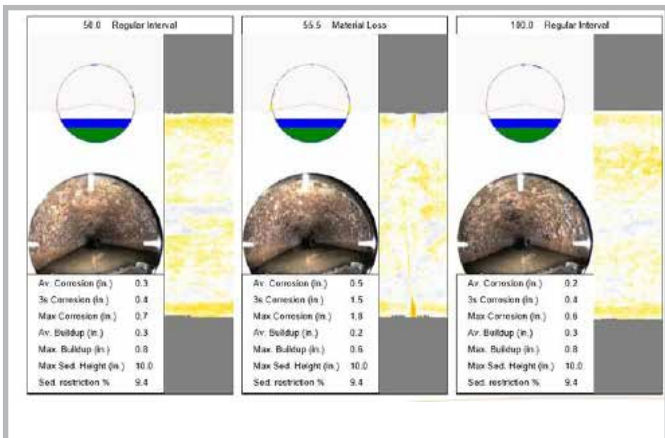 50.0 Regular Interval
Av. Corrosion (in.) 0.3
3s Corrosion (in.) 0.4
Max Corrosion (in.) 0.7
Av. Buildup (in.) 0.3
Max. Buildup (in.) 0.8
Max Sed. Height (in.) 10.0
Sed. restriction % 9.4
55.5 Material Loss
Av. Corrosion (in.) 0.5
3s Corrosion (in.) 1.5
Max Corrosion (in.) 1.8
Av. Buildup (in.) 0.2
Max. Buildup (in.) 0.6
Max Sed. Height (in.) 10.0
Sed. restriction % 9.4
100.0 Regular Interval
Av. Corrosion (in.) 0.2
3s Corrosion (in.) 0.4
Max Corrosion (in.) 0.6
Av. Buildup (in.) 0.3
Max. Buildup (in.) 0.8
Max Sed. Height (in.) 10.0
Sed. restriction % 9.4